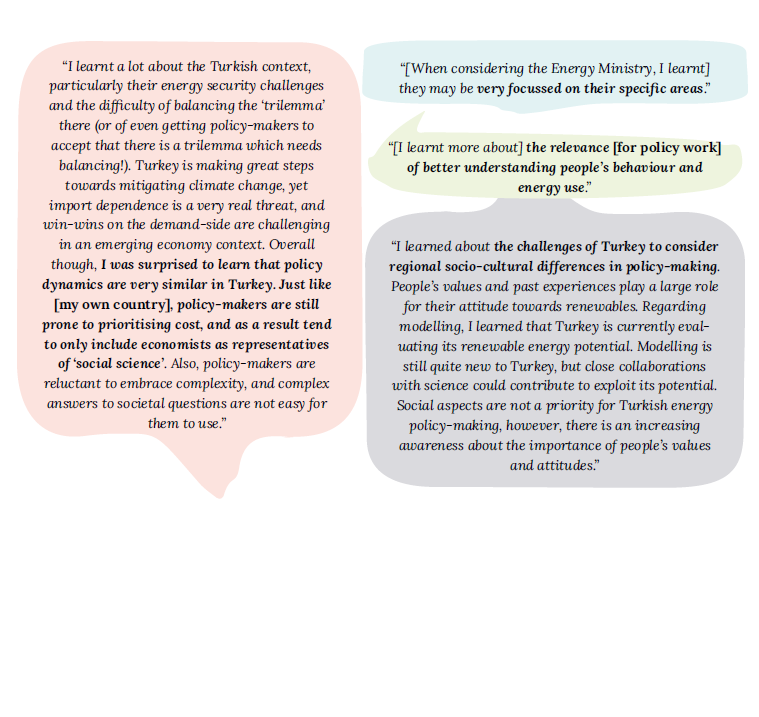 “I learnt a lot about the Turkish context,
particularly their energy security challenges
and the difficulty of balancing the ‘trilemma’
there (or of even getting policy-makers to
accept that there is a trilemma which needs
balancing!). Turkey is making great steps
towards mitigating climate change, yet
import dependence is a very real threat, and
win-wins on the demand-side are challenging
in an emerging economy context. Overall
though, I was surprised to learn that policy
dynamics are very similar in Turkey. Just like
[my own country], policy-makers are still
prone to prioritising cost, and as a result tend
to only include economists as representatives
of ‘social science’. Also, policy-makers are
reluctant to embrace complexity, and complex
answers to societal questions are not easy for
them to use.”
“[When considering the Energy Ministry, I learnt]
they may be very focussed on their specific areas.”
“[I learnt more about] the relevance [for policy work]
of better understanding people’s behaviour and
energy use.”
“I learned about the challenges of Turkey to consider
regional socio-cultural differences in policy-making.
People’s values and past experiences play a large role
for their attitude towards renewables. Regarding
modelling, I learned that Turkey is currently eval-
uating its renewable energy potential. Modelling is
still quite new to Turkey, but close collaborations
with science could contribute to exploit its potential.
Social aspects are not a priority for Turkish energy
policy-making, however, there is an increasing
awareness about the importance of people’s values
and attitudes.”